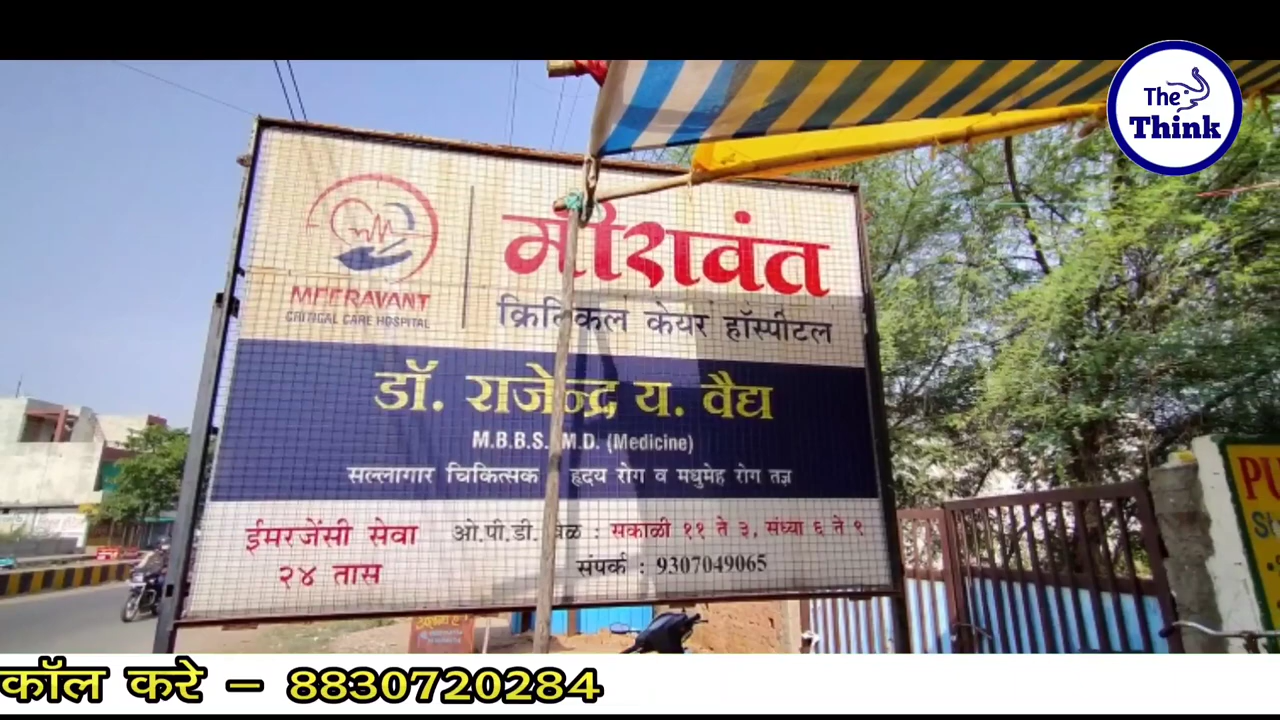 The
Think
मीरावंत
MEERAVANT
CRITICAL CARE HOSPITAL
क्रिटिकल केयर हॉस्पीटल
डॉ. राजेन्द्र य. वैद्य
M.B.B.S. M.D. (Medicine)
सल्लागार चिकित्सक हृदय रोग व मधुमेह रोग तज्ञ
ईमरजेंसी सेवा
२४ तास
ओ.पी.डी. वेळ : सकाळी ११ ते ३, संध्या ६ ते ९
संपर्क : 9307049065
PU
कॉल करे – 8830720284